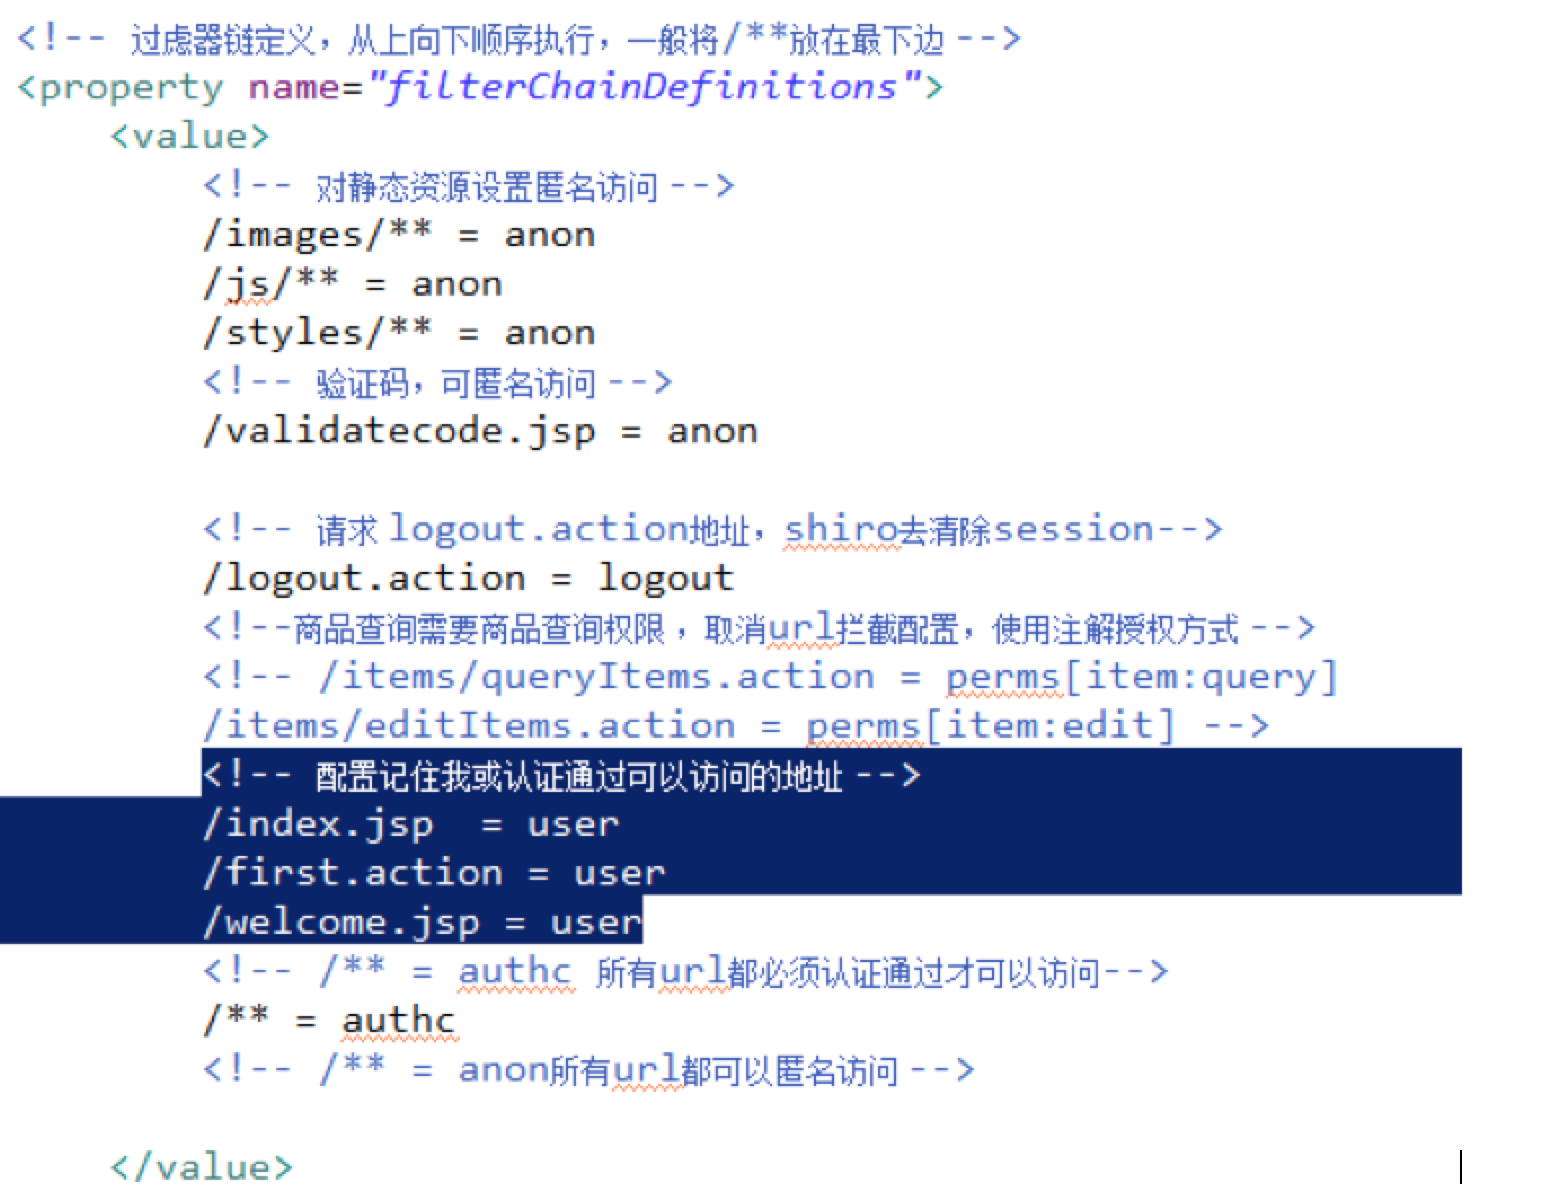 <!-- 过虑器链定义，从上向下顺序执行，一般将/**放在最下边 -->
<property name="filterChainDefinitions">
<value>
<!-- 对静态资源设置匿名访问 -->
/images/** = anon
/js/** = anon
/styles/** = anon
<!-- 验证码，可匿名访问 -->
/validatecode.jsp = anon
<!-- 请求 logout.action地址，shiro去清除session-->
/logout.action = logout
<!--商品查询需要商品查询权限 ，取消url拦截配置，使用注解授权方式 -->
<!-- /items/queryItems.action = perms[item:query]
/items/editItems.action = perms[item:edit] -->
<!-- 配置记住我或认证通过可以访问的地址 -->
/index.jsp  = user
/first.action = user
/welcome.jsp = user
<!-- /** = authc 所有url都必须认证通过才可以访问-->
/** = authc
<!-- /** = anon所有url都可以匿名访问 -->
</value>